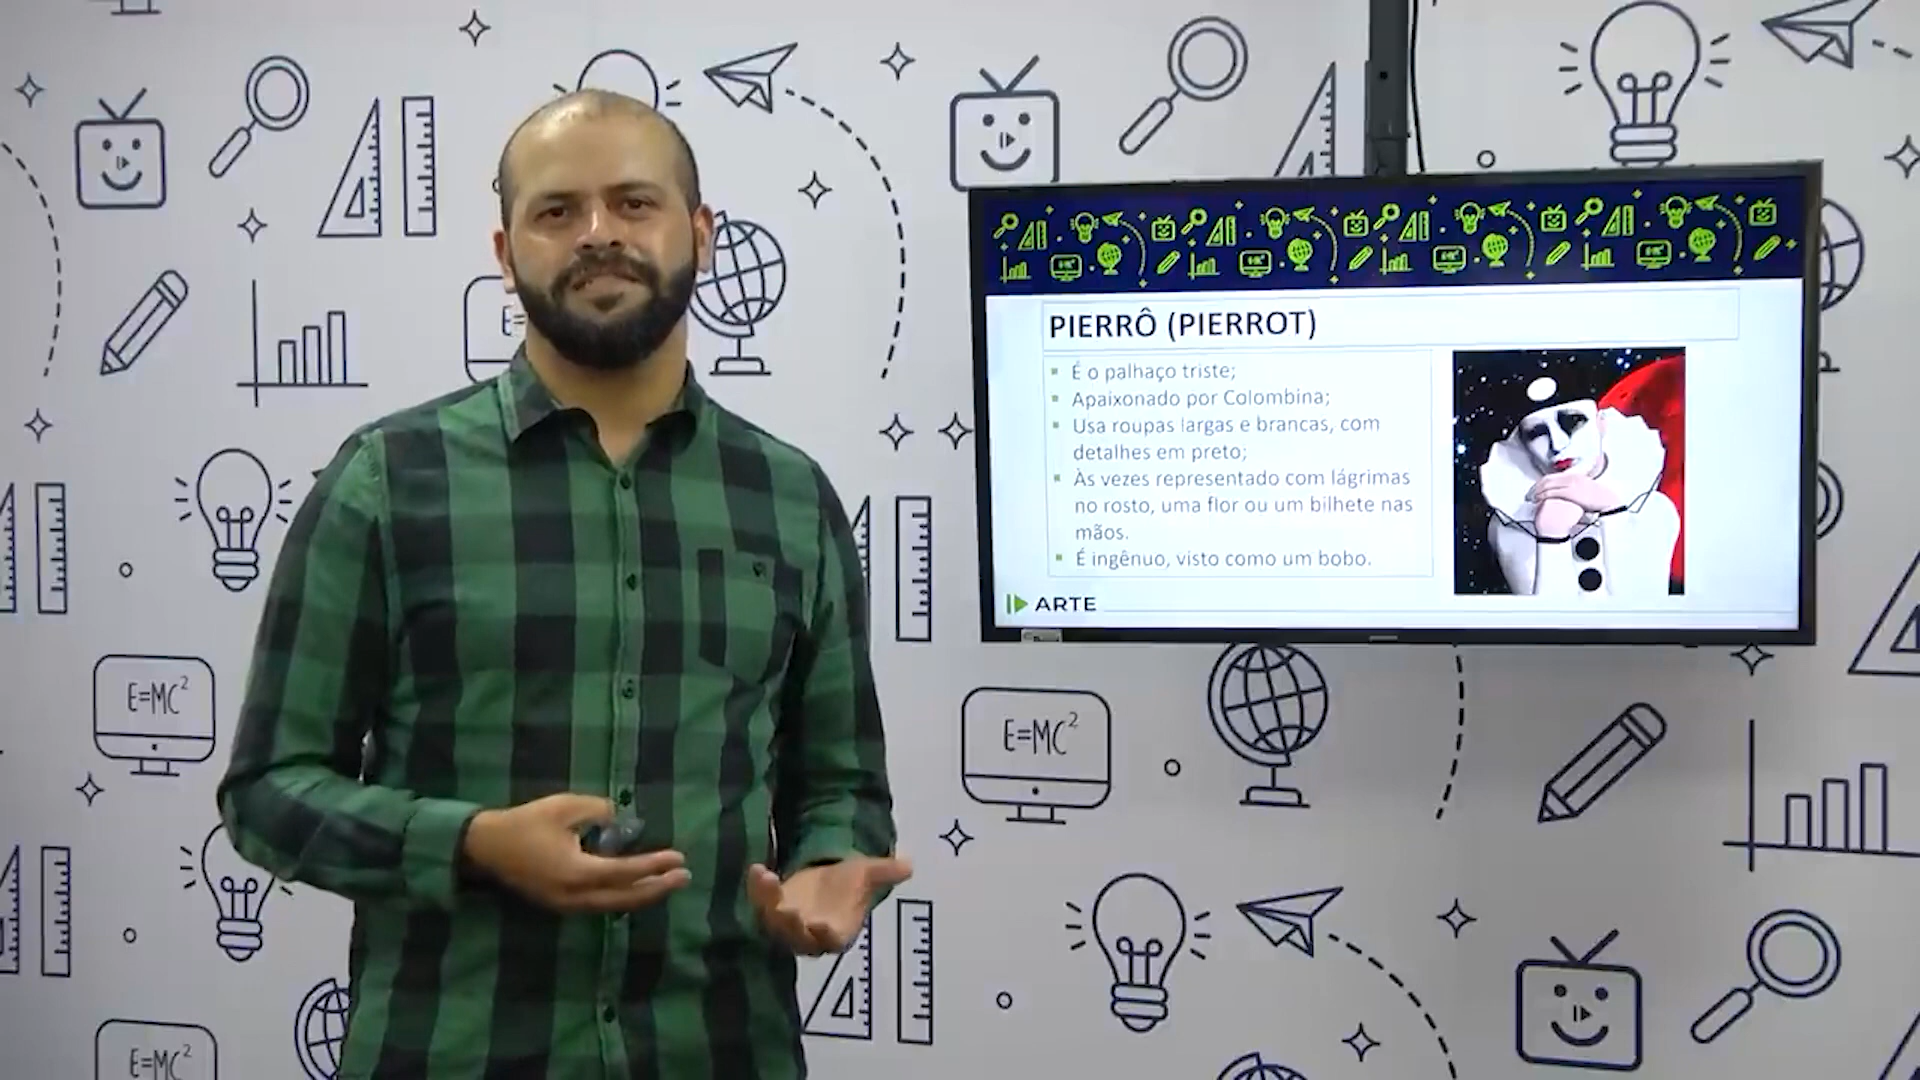 PIERRÔ (PIERROT)
▪ É o palhaço triste;
▪ Apaixonado por Colombina;
▪ Usa roupas largas e brancas, com
detalhes em preto;
▪ Às vezes representado com lágrimas
no rosto, uma flor ou um bilhete nas
mãos.
▪ É ingênuo, visto como um bobo.
ARTE
E=
E=MC²
E=MC²
E=MC²